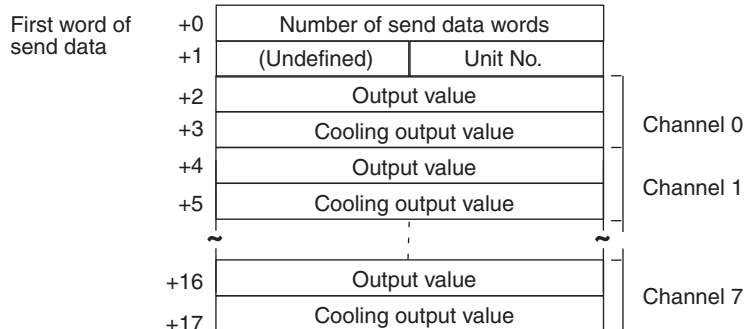 First word of
send data
+0 Number of send data words
+1 (Undefined) Unit No.
+2 Output value
+3 Cooling output value
Channel 0
+4 Output value
+5 Cooling output value
Channel 1
+16 Output value
+17 Cooling output value
Channel 7